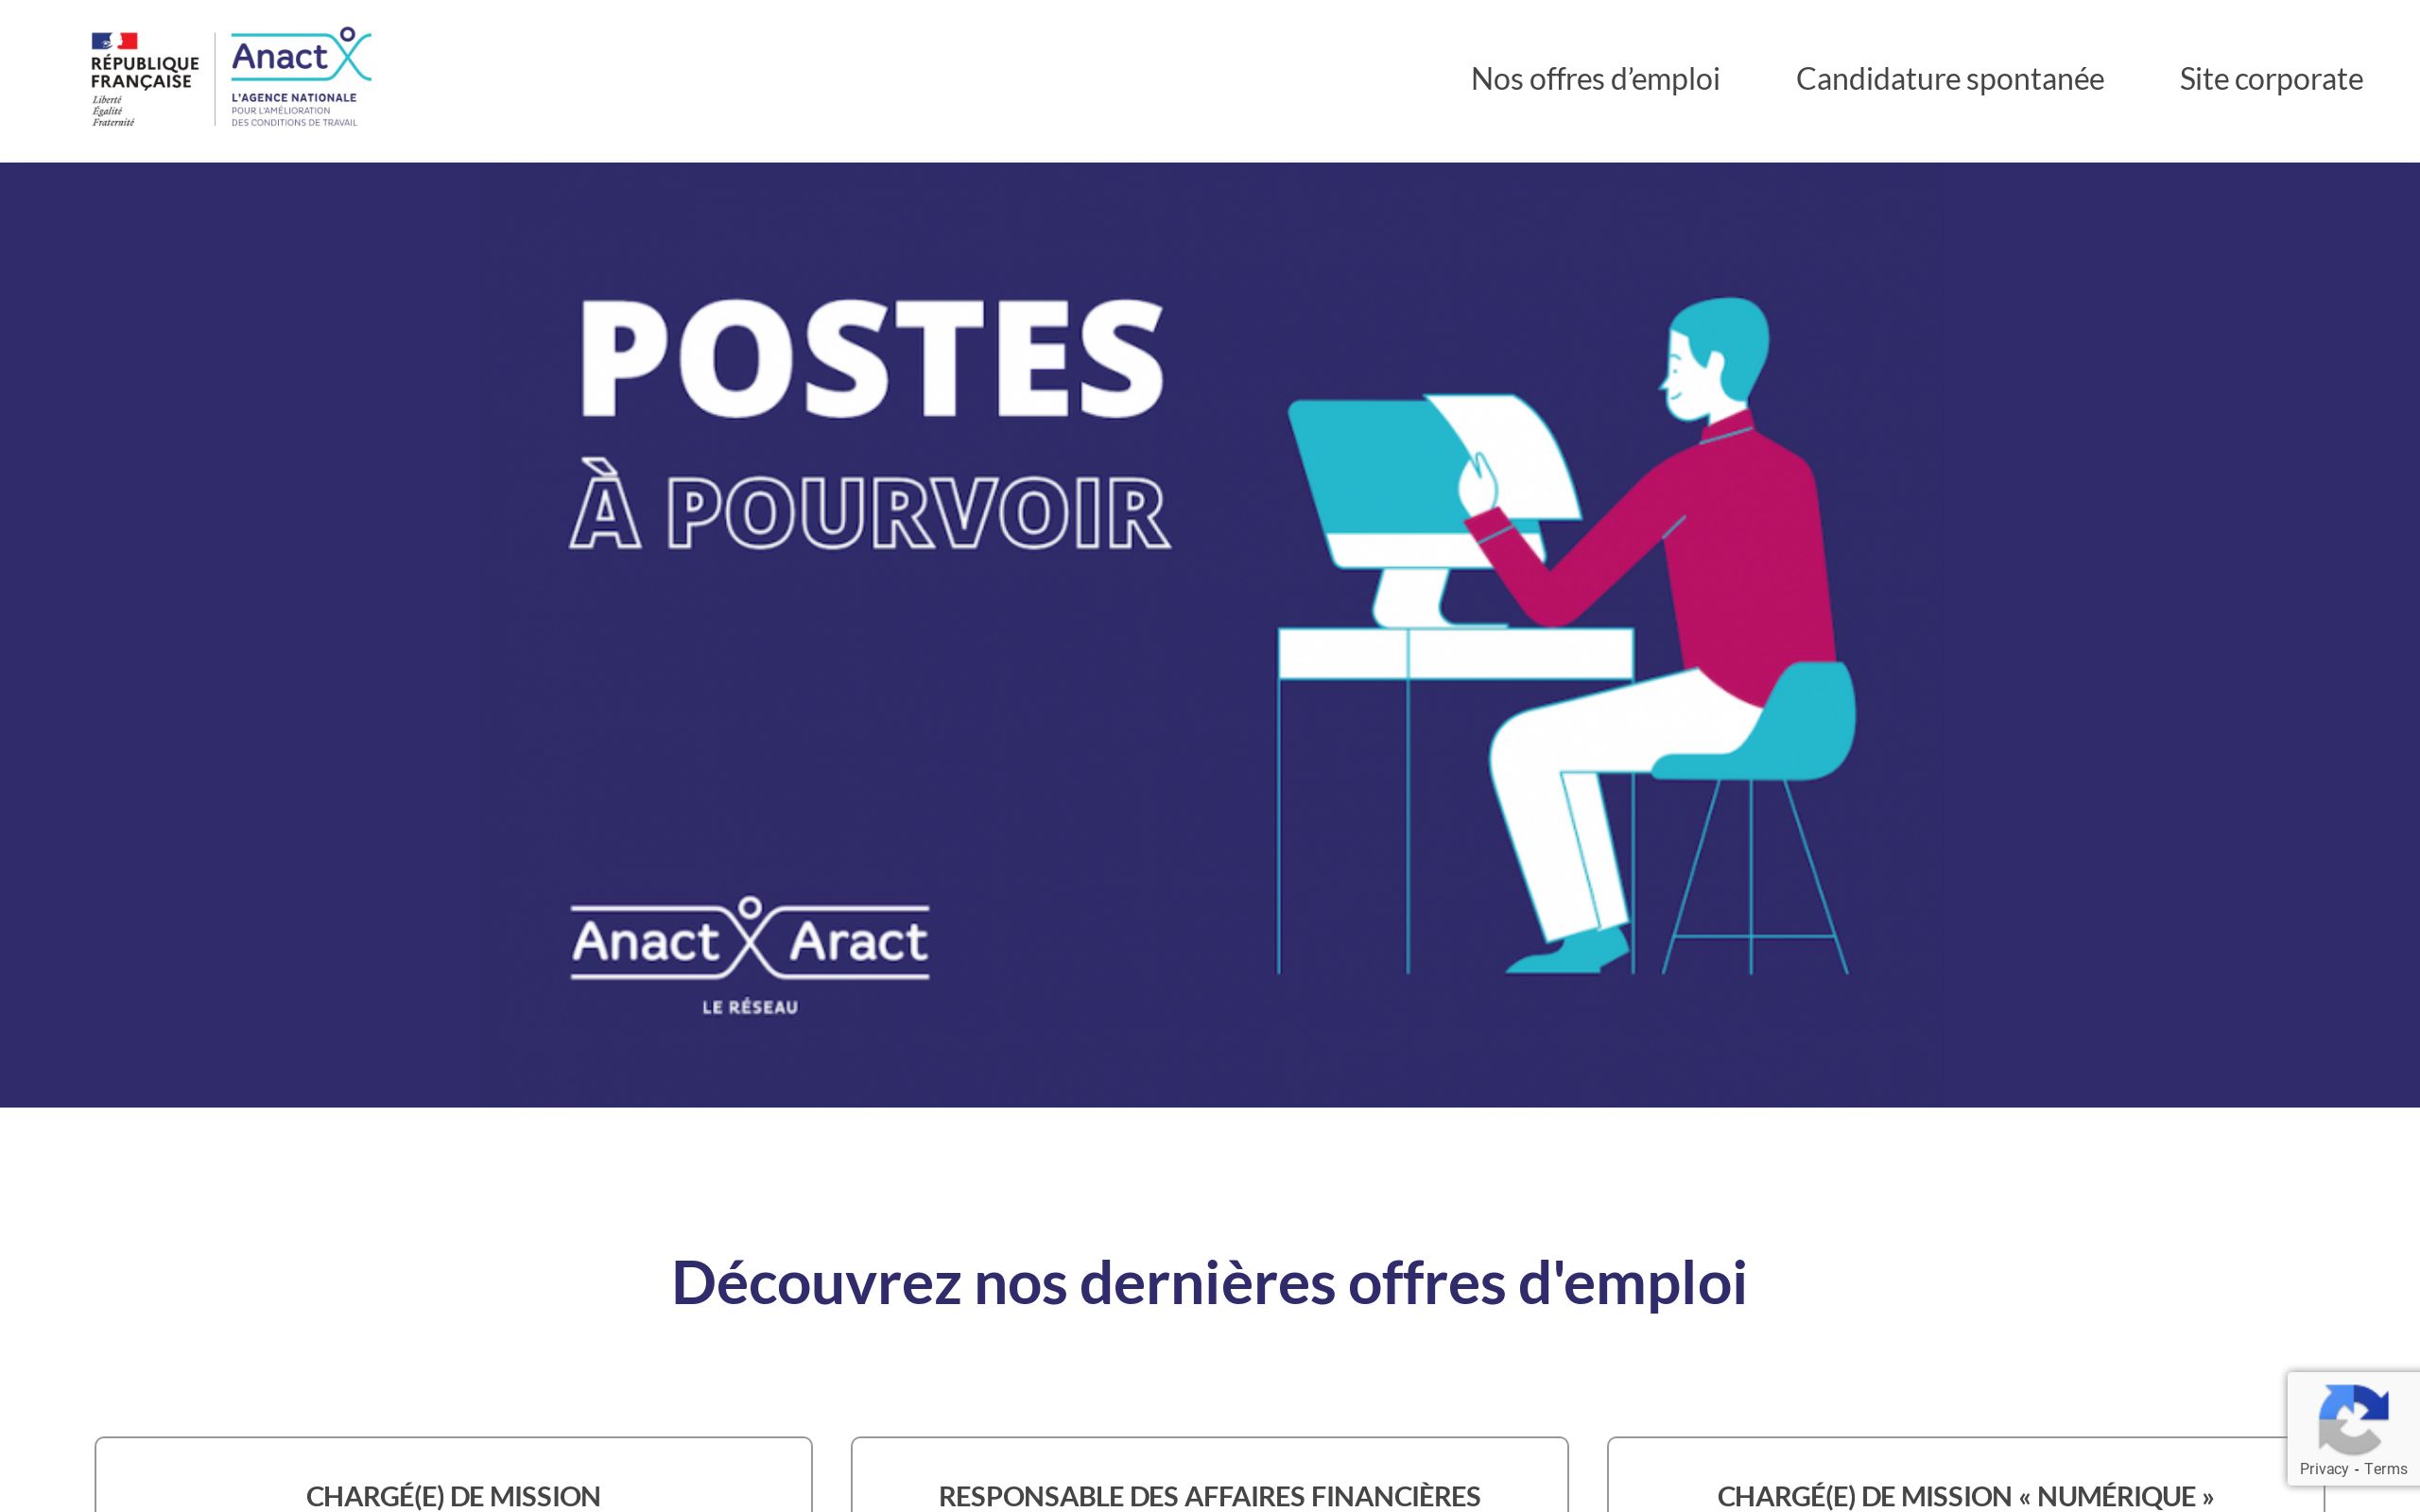 RÉPUBLIQUE
FRANÇAISE
Liberté
Égalité
Fraternité
Anact
L'AGENCE NATIONALE
POUR L'AMÉLIORATION
DES CONDITIONS DE TRAVAIL
Nos offres d’emploi
Candidature spontanée
Site corporate
POSTES
À POURVOIR
Anact Aract
LE RÉSEAU
Découvrez nos dernières offres d'emploi
CHARGÉ(E) DE MISSION
RESPONSABLE DES AFFAIRES FINANCIÈRES
CHARGÉ(E) DE MISSION « NUMÉRIQUE »
Privacy - Terms